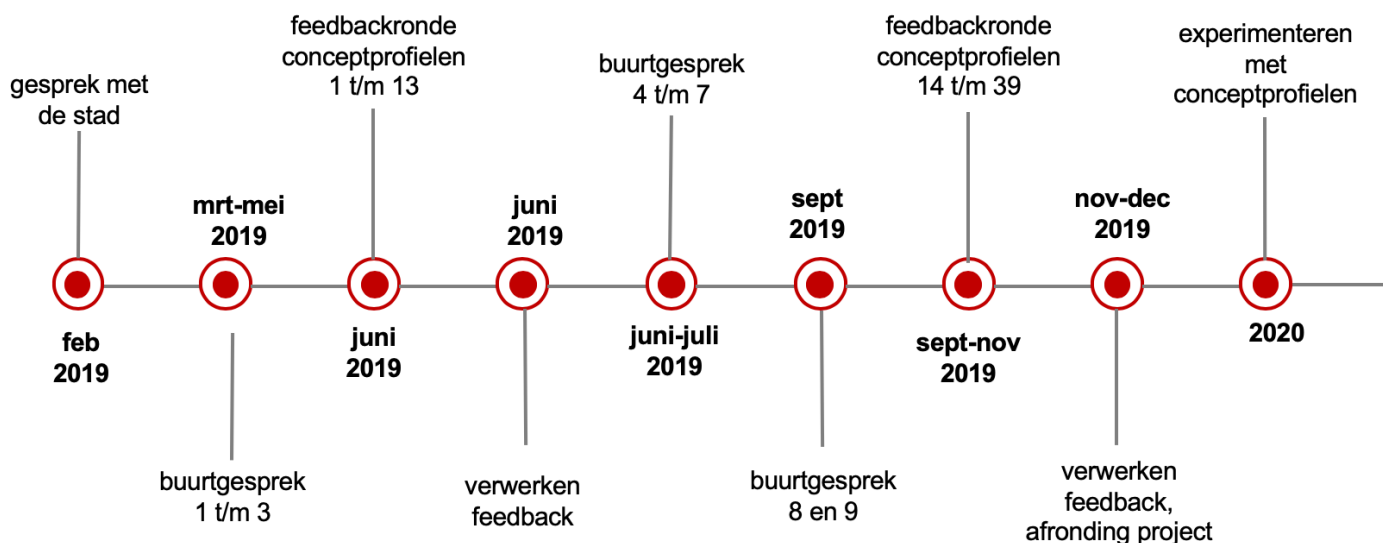 gesprek met
de stad
feb
2019
mrt-mei
2019
buurtgesprek
1 t/m 3
feedbackronde
conceptprofielen
1 t/m 13
juni
2019
juni
2019
verwerken
feedback
buurtgesprek
4 t/m 7
juni-juli
2019
sept
2019
buurtgesprek
8 en 9
feedbackronde
conceptprofielen
14 t/m 39
sept-nov
2019
nov-dec
2019
verwerken
feedback,
afronding project
experimenteren
met
conceptprofielen
2020